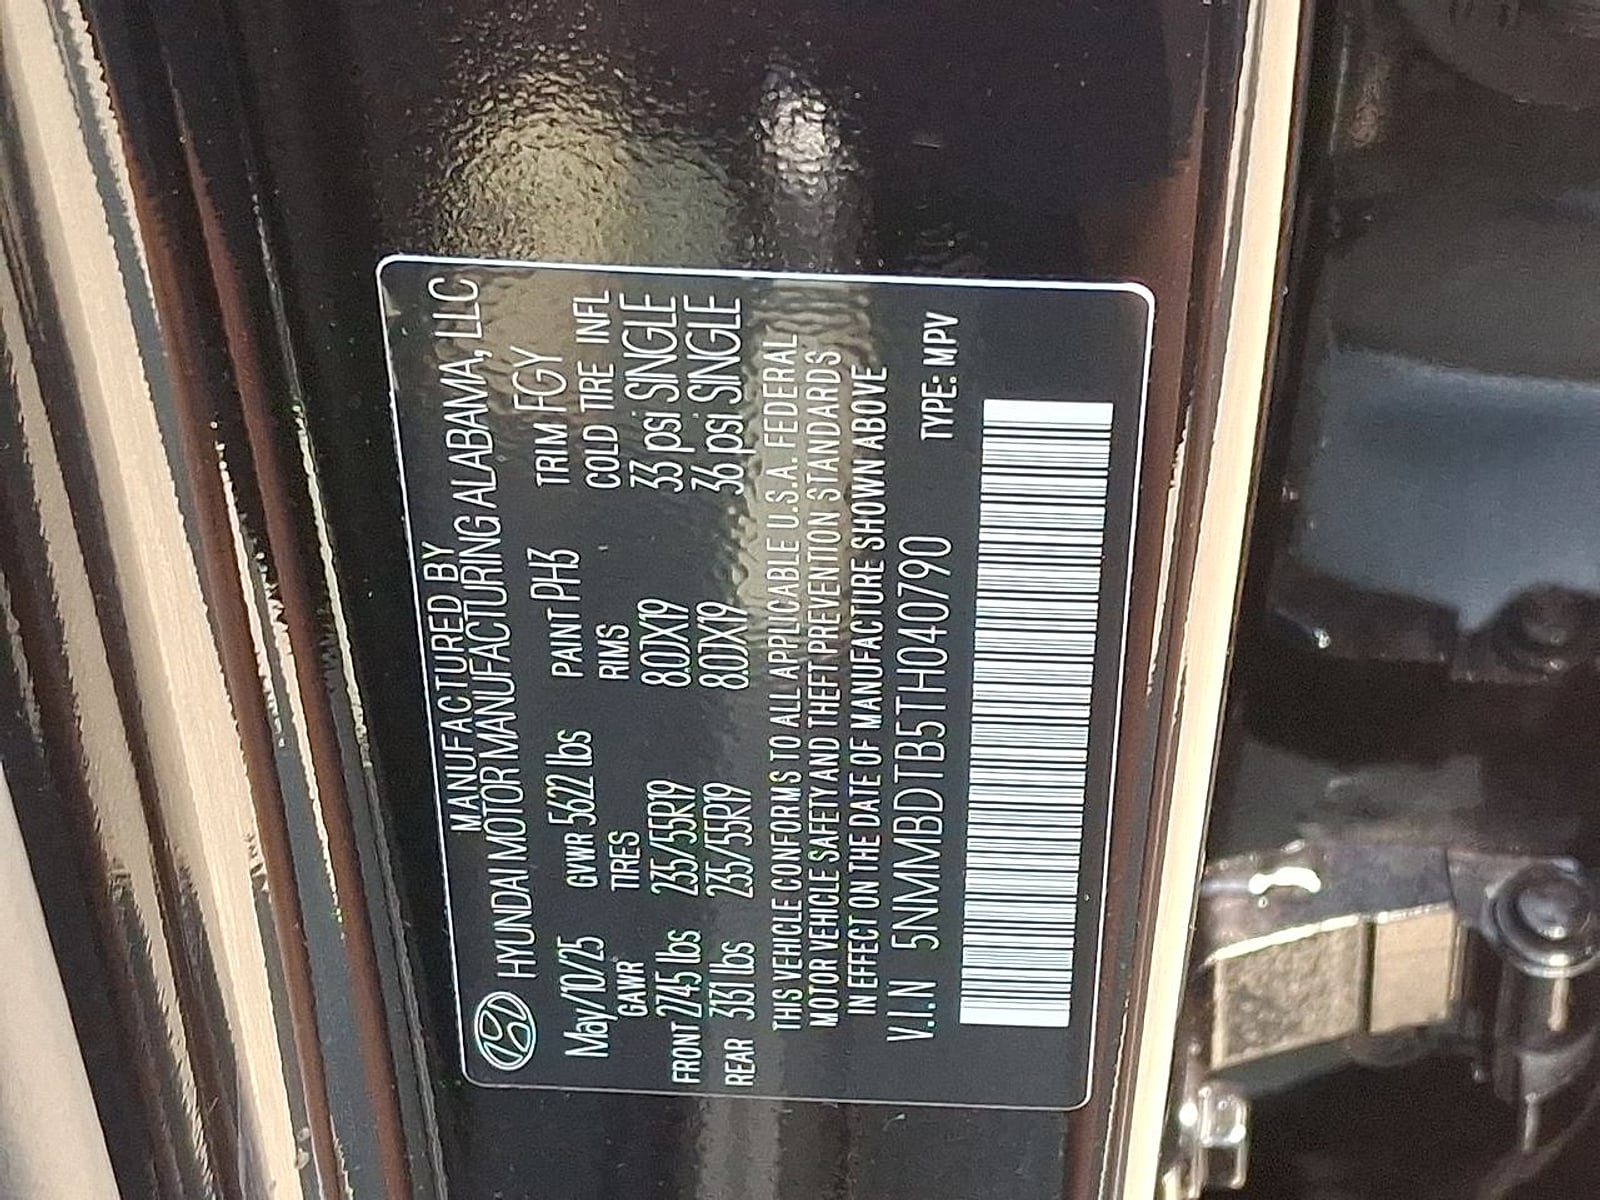 MANUFACTURED BY
HYUNDAI MOTOR MANUFACTURING ALABAMA, LLC
May/10/25 GVWR 5622 lbs PAINT PH3 TRIM FGY
GAWR TIRES RIMS COLD TIRE INFL
FRONT 2745 lbs 235/55R19 8.0JX19 33 psi SINGLE
REAR 3151 lbs 235/55R19 8.0JX19 36 psi SINGLE
THIS VEHICLE CONFORMS TO ALL APPLICABLE U.S.A. FEDERAL
MOTOR VEHICLE SAFETY AND THEFT PREVENTION STANDARDS
IN EFFECT ON THE DATE OF MANUFACTURE SHOWN ABOVE
V.I.N 5NMMBDTB5TH040790 TYPE: MPV